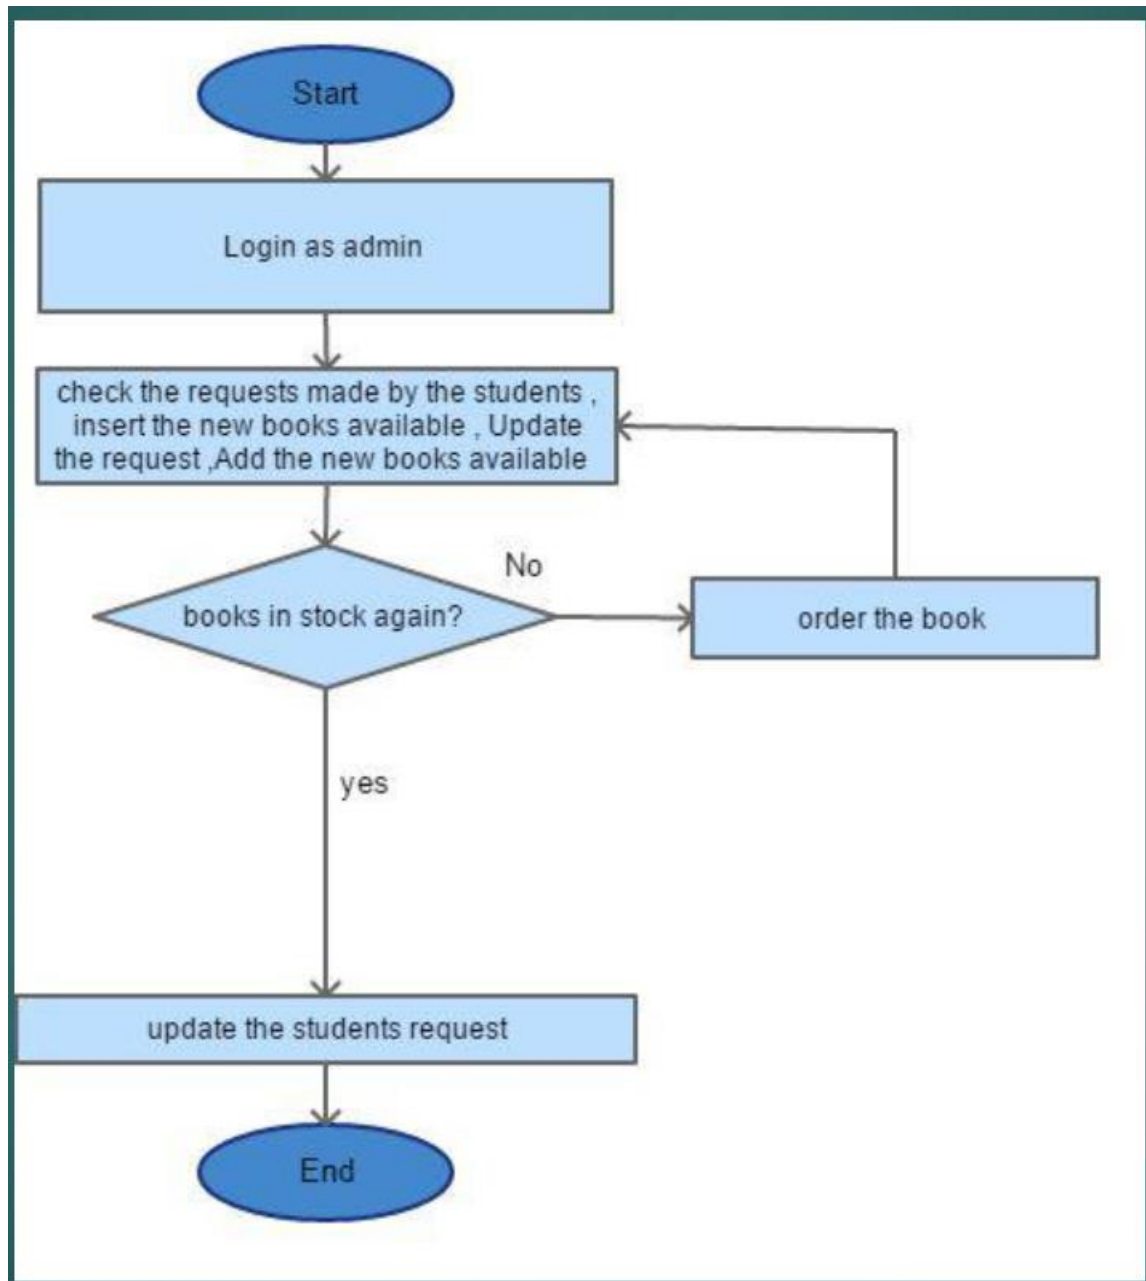 Start
Login as admin
check the requests made by the students ,
insert the new books available , Update
the request ,Add the new books available
No
books in stock again?
order the book
yes
update the students request
End